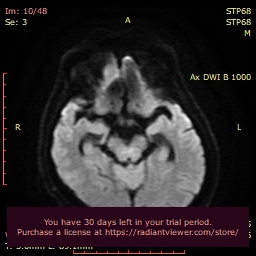 Im: 10/48
Se: 3
STP68
STP68
M
A
Ax DWI B 1000
R
L
You have 30 days left in your trial period.
Purchase a license at https://radiantviewer.com/store/